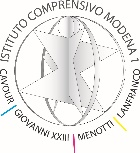 ISTITUTO COMPRENSIVO MODENA 1
CAVOUR
GIOVANNI XXIII
MENOTTI
LANFRANCO